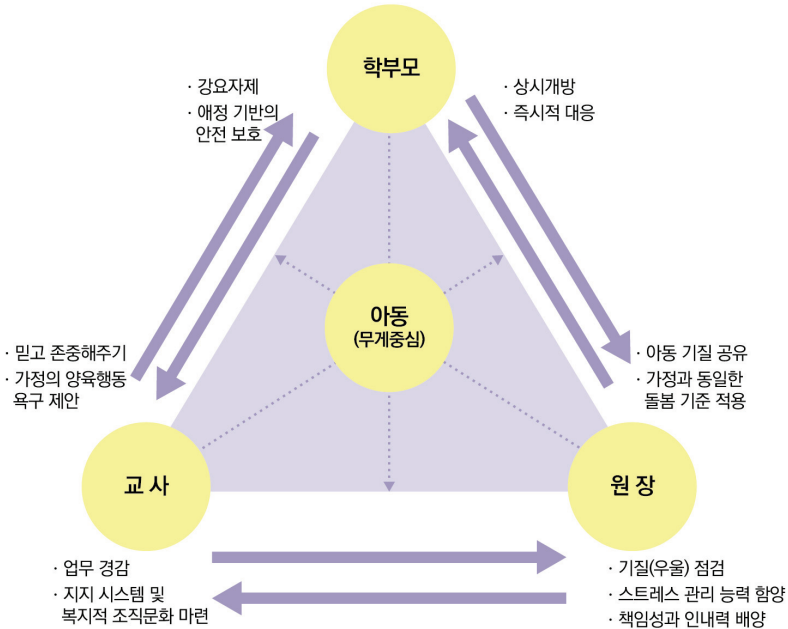 학부모
· 강요자제
· 애정 기반의
안전 보호
· 상시개방
· 즉시적 대응
아동
(무게중심)
· 믿고 존중해주기
· 가정의 양육행동
욕구 제안
· 아동 기질 공유
· 가정과 동일한
돌봄 기준 적용
교 사
원 장
· 업무 경감
· 지지 시스템 및
복지적 조직문화 마련
· 기질(우울) 점검
· 스트레스 관리 능력 함양
· 책임성과 인내력 배양